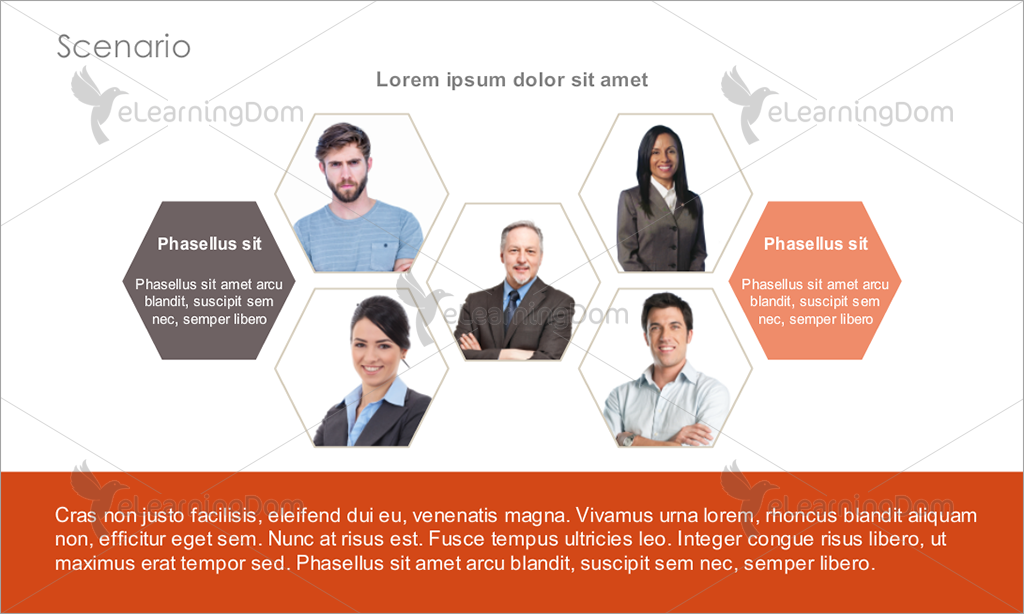 Scenario
Lorem ipsum dolor sit amet
eLearningDom
eLearningDom
Phasellus sit
Phasellus sit amet arcu
blandit, suscipit sem
nec, semper libero
eLearningDom
Phasellus sit
Phasellus sit amet arcu
blandit, suscipit sem
nec, semper libero
eLearningDom
eLearningDom
Cras non justo facilisis, eleifend dui eu, venenatis magna. Vivamus urna lorem, rhoncus blandit aliquam
non, efficitur eget sem. Nunc at risus est. Fusce tempus ultricies leo. Integer congue risus libero, ut
maximus erat tempor sed. Phasellus sit amet arcu blandit, suscipit sem nec, semper libero.